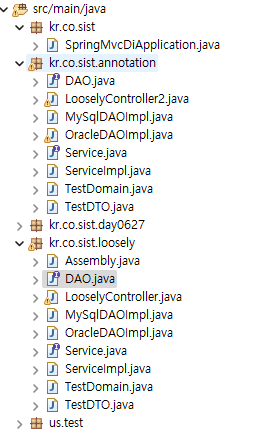 src/main/java
kr.co.sist
SpringMvcDiApplication.java
kr.co.sist.annotation
DAO.java
LooselyController2.java
MySqlDAOImpl.java
OracleDAOImpl.java
Service.java
ServiceImpl.java
TestDomain.java
TestDTO.java
kr.co.sist.day0627
kr.co.sist.loosely
Assembly.java
DAO.java
LooselyController.java
MySqlDAOImpl.java
OracleDAOImpl.java
Service.java
ServiceImpl.java
TestDomain.java
TestDTO.java
us.test